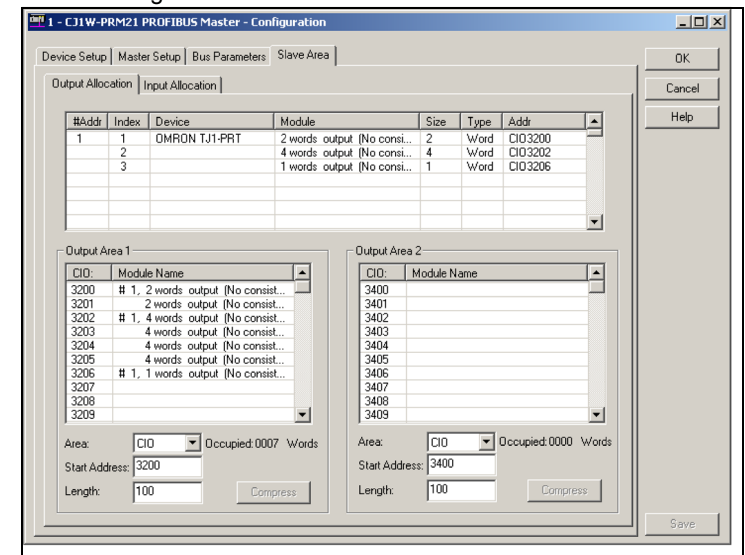 1 - CJ1W-PRM21 PROFIBUS Master - Configuration
Device Setup Master Setup Bus Parameters Slave Area
OK
Cancel
Help
Output Allocation Input Allocation
#Addr Index Device Module Size Type Addr
1 1 OMRON TJ1-PRT 2 words output (No consi... 2 Word CIO3200
2 4 words output (No consi... 4 Word CIO3202
3 1 words output (No consi... 1 Word CIO3206
Output Area 1
CIO: Module Name
3200 # 1, 2 words output (No consist...
3201 2 words output (No consist...
3202 # 1, 4 words output (No consist...
3203 4 words output (No consist...
3204 4 words output (No consist...
3205 4 words output (No consist...
3206 # 1, 1 words output (No consist...
3207
3208
3209
Area: CIO Occupied: 0007 Words
Start Address: 3200
Length: 100 Compress
Output Area 2
CIO: Module Name
3400
3401
3402
3403
3404
3405
3406
3407
3408
3409
Area: CIO Occupied: 0000 Words
Start Address: 3400
Length: 100 Compress
Save